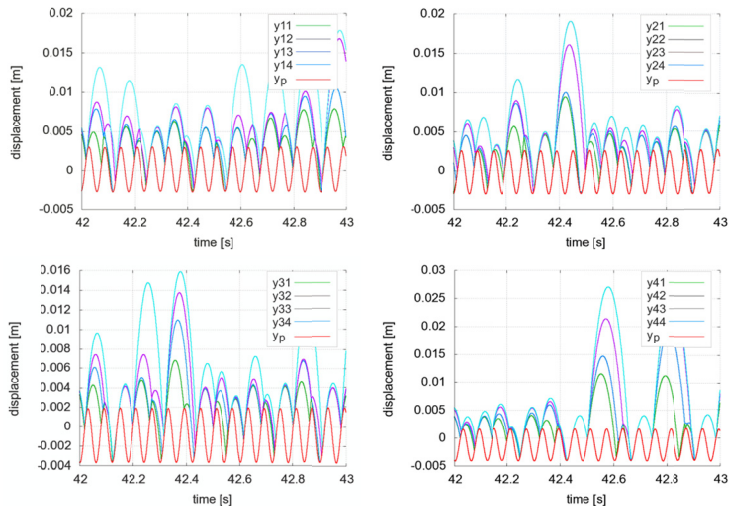 0.02
0.015
0.01
0.005
0
-0.005
displacement [m]
y11
y12
y13
y14
yp
42
42.2
42.4
42.6
42.8
43
time [s]
0.02
0.015
0.01
0.005
0
-0.005
displacement [m]
y21
y22
y23
y24
yp
42
42.2
42.4
42.6
42.8
43
time [s]
0.016
0.014
0.012
0.01
0.008
0.006
0.004
0.002
0
0.002
0.004
displacement [m]
y31
y32
y33
y34
yp
42
42.2
42.4
42.6
42.8
43
time [s]
0.03
0.025
0.02
0.015
0.01
0.005
0
-0.005
displacement [m]
y41
y42
y43
y44
yp
42
42.2
42.4
42.6
42.8
43
time [s]